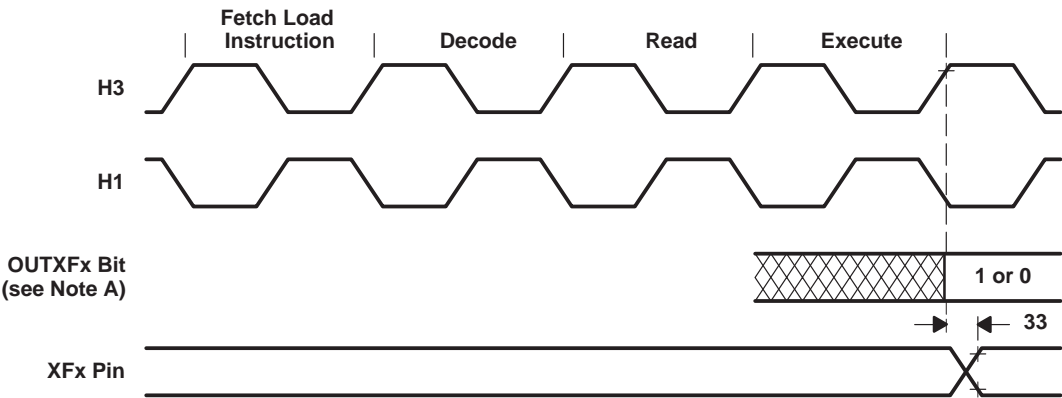 Fetch Load
Instruction
Decode
Read
Execute
H3
H1
OUTXFx Bit
(see Note A)
1 or 0
33
XFx Pin